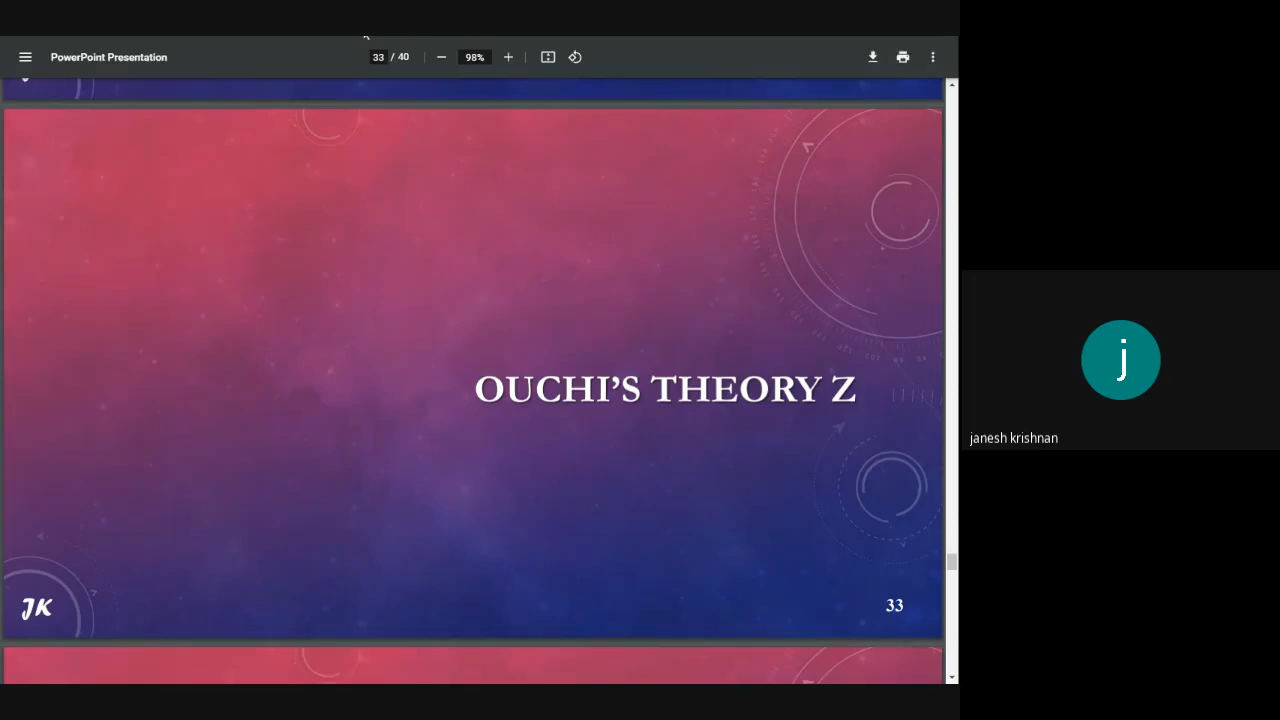 PowerPoint Presentation
33 / 40
98%
OUCHI'S THEORY Z
JK
33
j
janesh krishnan